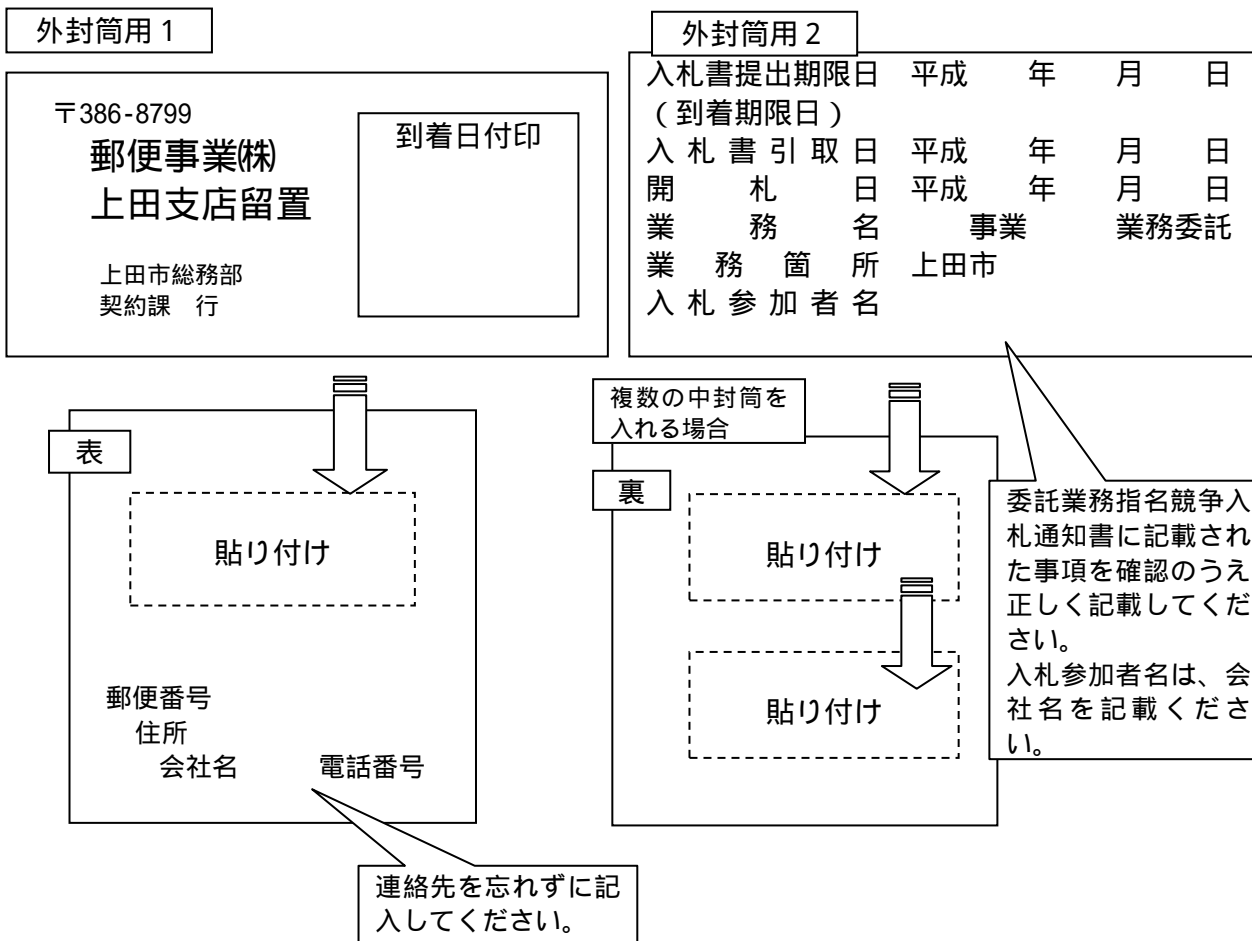 外封筒用1
〒386-8799
郵便事業㈱
上田支店留置
到着日付印
上田市総務部
契約課 行
外封筒用2
入札書提出期限日 平成 年 月 日
(到着期限日)
入札書引取日 平成 年 月 日
開札日 平成 年 月 日
業務名 事業 業務委託
業務箇所 上田市
入札参加者名
表
貼り付け
郵便番号
住所
会社名 電話番号
連絡先を忘れずに記
入してください。
複数の中封筒を
入れる場合
裏
貼り付け
貼り付け
委託業務指名競争入
札通知書に記載され
た事項を確認のうえ
正しく記載してくだ
さい。
入札参加者名は、会
社名を記載くださ
い。